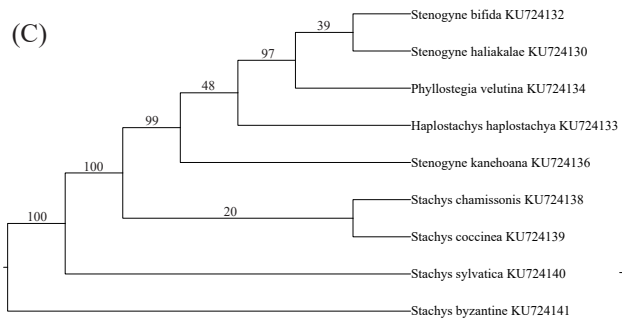 (C)
39
Stenogyne bifida KU724132
Stenogyne haliakalae KU724130
97
Phyllostegia velutina KU724134
48
Haplostachys haplostachya KU724133
99
Stenogyne kanehoana KU724136
100
Stachys chamissonis KU724138
20
Stachys coccinea KU724139
100
Stachys sylvatica KU724140
Stachys byzantine KU724141